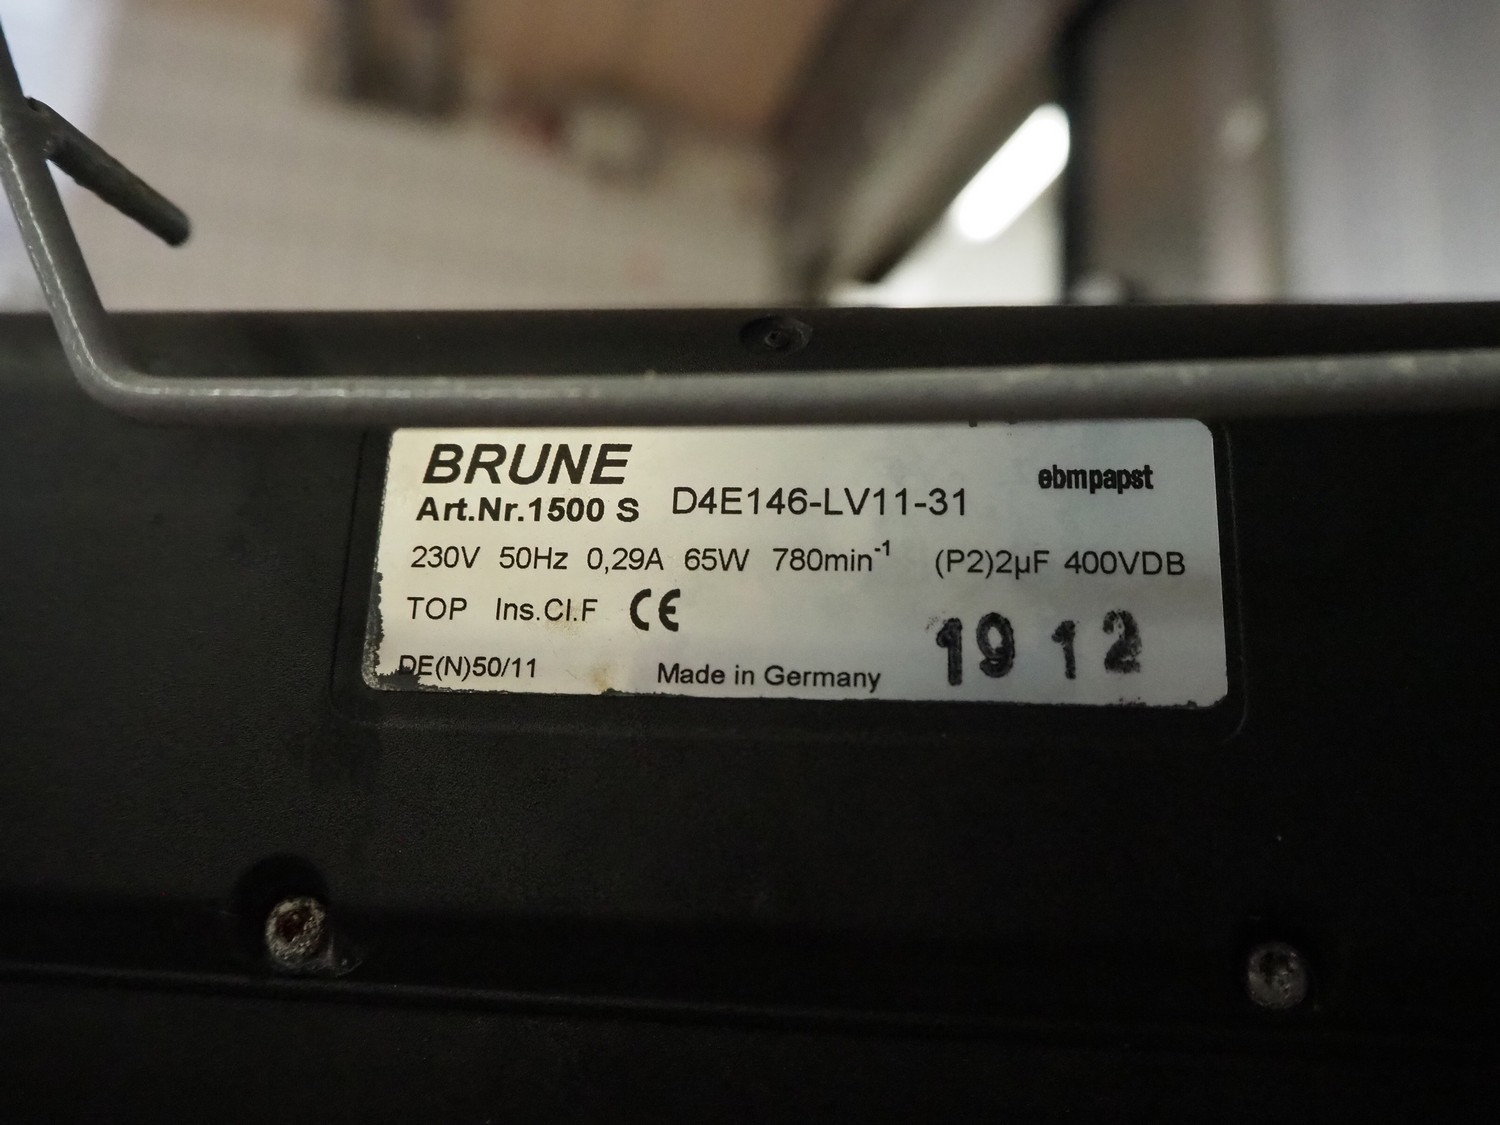 BRUNE
ebmpapst
Art.Nr.1500 S D4E146-LV11-31
230V 50Hz 0,29A 65W 780min⁻¹ (P2)2µF 400VDB
TOP Ins.Cl.F CE
DE(N)50/11 Made in Germany 19 12